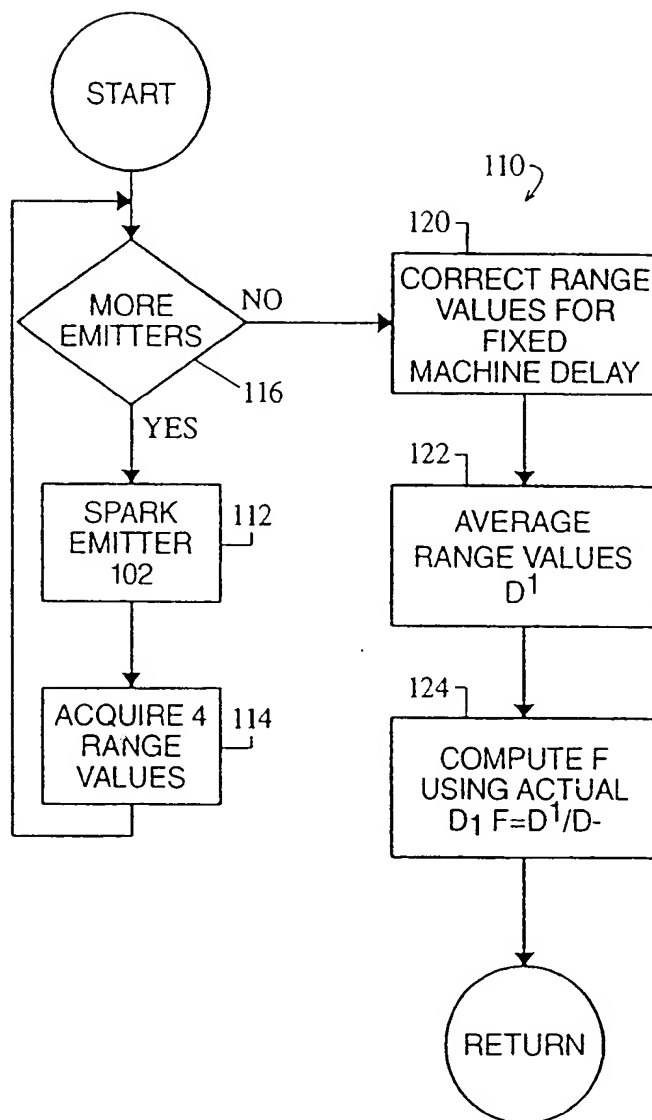 START
MORE
EMITTERS
NO
116
YES
SPARK
EMITTER
102
112
ACQUIRE 4
RANGE
VALUES
114
110
120
CORRECT RANGE
VALUES FOR
FIXED
MACHINE DELAY
122
AVERAGE
RANGE VALUES
D¹
124
COMPUTE F
USING ACTUAL
D₁ F=D¹/D-
RETURN